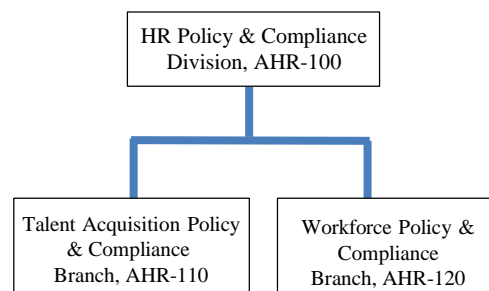 HR Policy & Compliance
Division, AHR-100
Talent Acquisition Policy
& Compliance
Branch, AHR-110
Workforce Policy &
Compliance
Branch, AHR-120